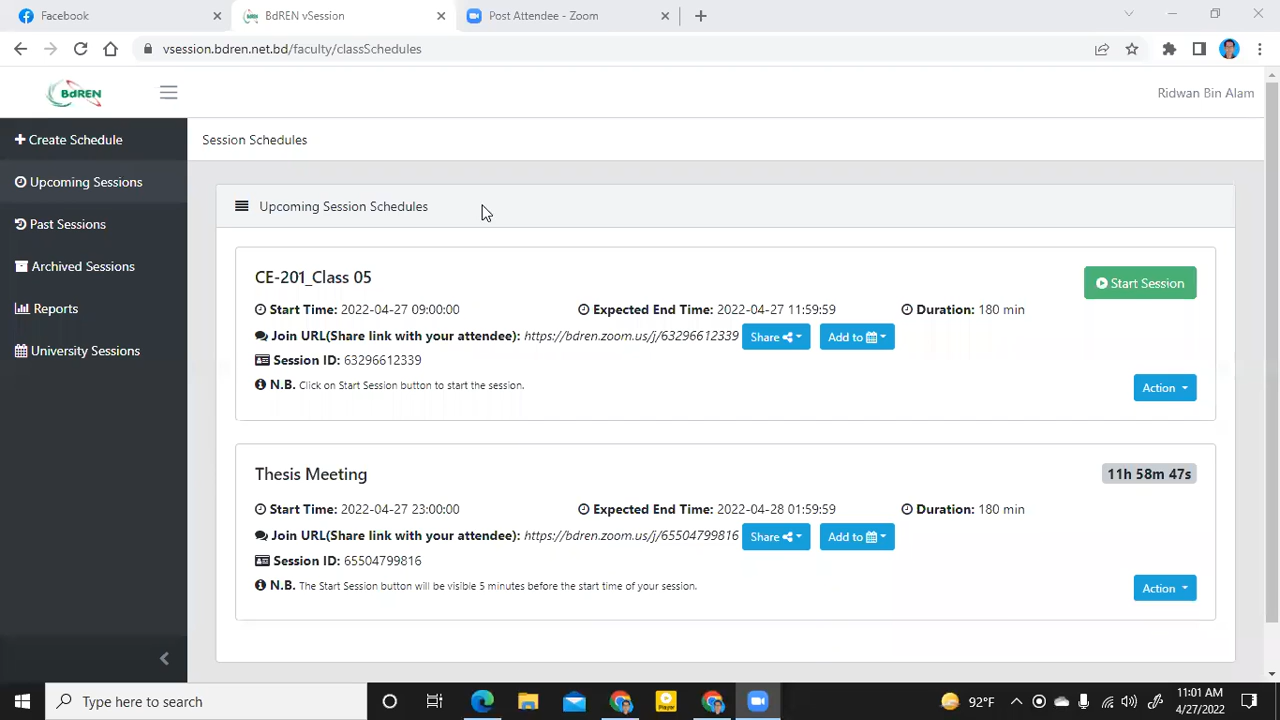 Facebook
BdREN vSession
Post Attendee - Zoom
vsession.bdren.net.bd/faculty/classSchedules
BdREN
Ridwan Bin Alam
Create Schedule
Session Schedules
Upcoming Sessions
Upcoming Session Schedules
Past Sessions
Archived Sessions
Reports
University Sessions
CE-201_Class 05
Start Session
Start Time: 2022-04-27 09:00:00 Expected End Time: 2022-04-27 11:59:59 Duration: 180 min
Join URL(Share link with your attendee): https://bdren.zoom.us/j/63296612339 Share Add to
Session ID: 63296612339
N.B. Click on Start Session button to start the session.
Action
Thesis Meeting
11h 58m 47s
Start Time: 2022-04-27 23:00:00 Expected End Time: 2022-04-28 01:59:59 Duration: 180 min
Join URL(Share link with your attendee): https://bdren.zoom.us/j/65504799816 Share Add to
Session ID: 65504799816
N.B. The Start Session button will be visible 5 minutes before the start time of your session.
Action
Type here to search
Player
92°F
11:01 AM
4/27/2022